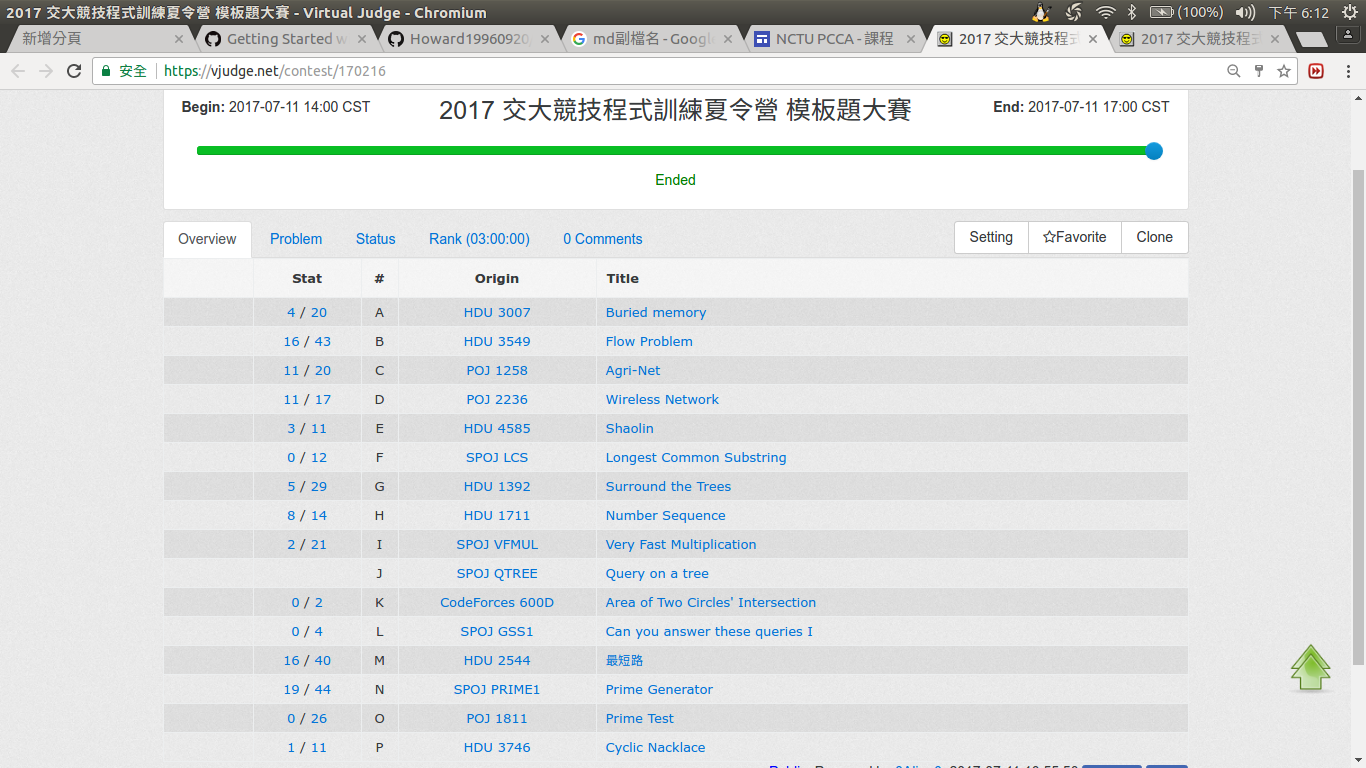 2017 交大競技程式訓練夏令營 模板題大賽 - Virtual Judge - Chromium (100%) 下午 6:12
新增分頁 Getting Started w Howard19960920 md副檔名 - Google NCTU PCCA - 課程 2017 交大競技程式 2017 交大競技程式
安全 https://vjudge.net/contest/170216
Begin: 2017-07-11 14:00 CST 2017 交大競技程式訓練夏令營 模板題大賽 End: 2017-07-11 17:00 CST
Ended
Overview Problem Status Rank (03:00:00) 0 Comments Setting Favorite Clone
Stat # Origin Title
4 / 20 A HDU 3007 Buried memory
16 / 43 B HDU 3549 Flow Problem
11 / 20 C POJ 1258 Agri-Net
11 / 17 D POJ 2236 Wireless Network
3 / 11 E HDU 4585 Shaolin
0 / 12 F SPOJ LCS Longest Common Substring
5 / 29 G HDU 1392 Surround the Trees
8 / 14 H HDU 1711 Number Sequence
2 / 21 I SPOJ VFMUL Very Fast Multiplication
J SPOJ QTREE Query on a tree
0 / 2 K CodeForces 600D Area of Two Circles' Intersection
0 / 4 L SPOJ GSS1 Can you answer these queries I
16 / 40 M HDU 2544 最短路
19 / 44 N SPOJ PRIME1 Prime Generator
0 / 26 O POJ 1811 Prime Test
1 / 11 P HDU 3746 Cyclic Nacklace